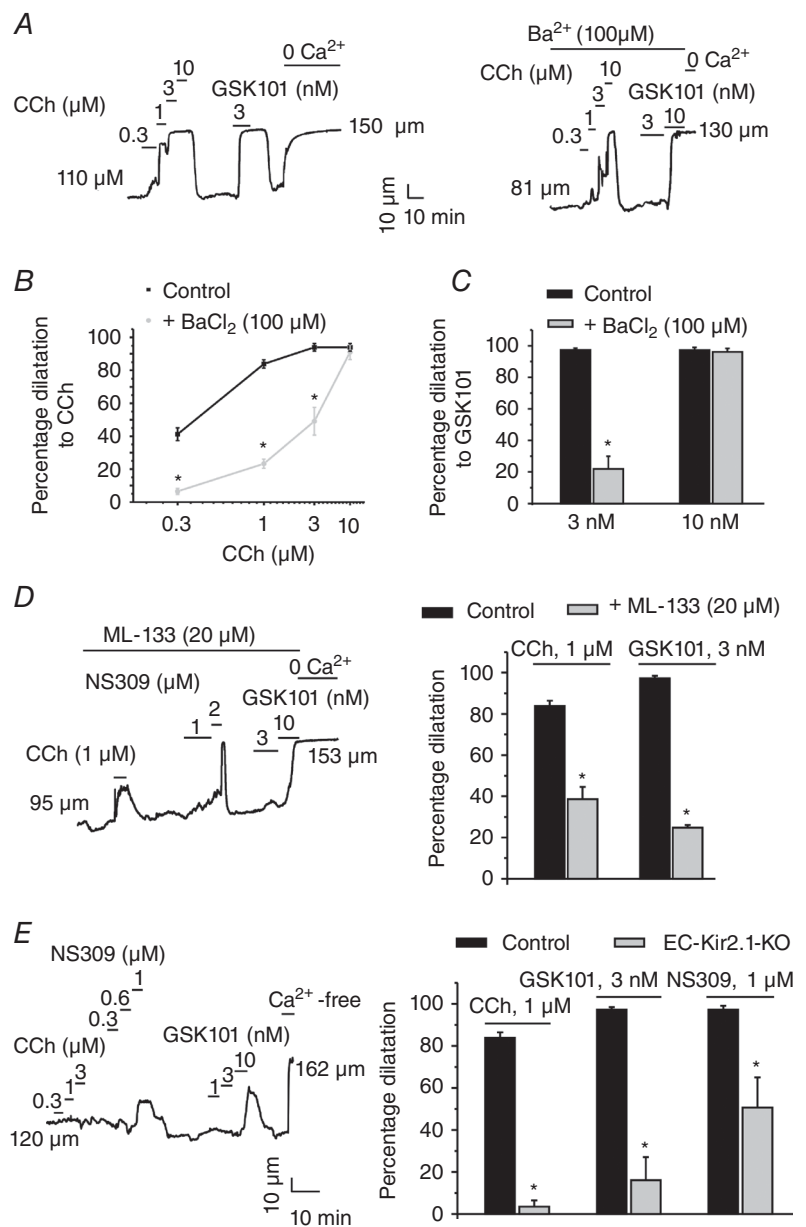 A
0 Ca2+
10
3
1
0.3
CCh (µM)
GSK101 (nM)
3
150 µm
110 µM
10 µm
10 min
Ba2+ (100µM)
0 Ca2+
CCh (µM)
10
3
1
0.3
GSK101 (nM)
3
10
130 µm
81 µm
B
Control
+ BaCl2 (100 µM)
Percentage dilatation
to CCh
100
80
60
40
20
0
*
*
*
0.3
1
3
10
CCh (µM)
C
Control
+ BaCl2 (100 µM)
Percentage dilatation
to GSK101
100
80
60
40
20
0
*
3 nM
10 nM
D
ML-133 (20 µM)
0 Ca2+
NS309 (µM)
GSK101 (nM)
2
1
10
3
CCh (1 µM)
153 µm
95 µm
Control
+ ML-133 (20 µM)
CCh, 1 µM
GSK101, 3 nM
Percentage dilatation
100
80
60
40
20
0
*
*
E
NS309 (µM)
1
0.6
0.3
Ca2+ -free
CCh (µM)
GSK101 (nM)
3
1
0.3
10
3
1
162 µm
120 µm
10 µm
10 min
Control
EC-Kir2.1-KO
GSK101, 3 nM
NS309, 1 µM
CCh, 1 µM
Percentage dilatation
100
80
60
40
20
0
*
*
*